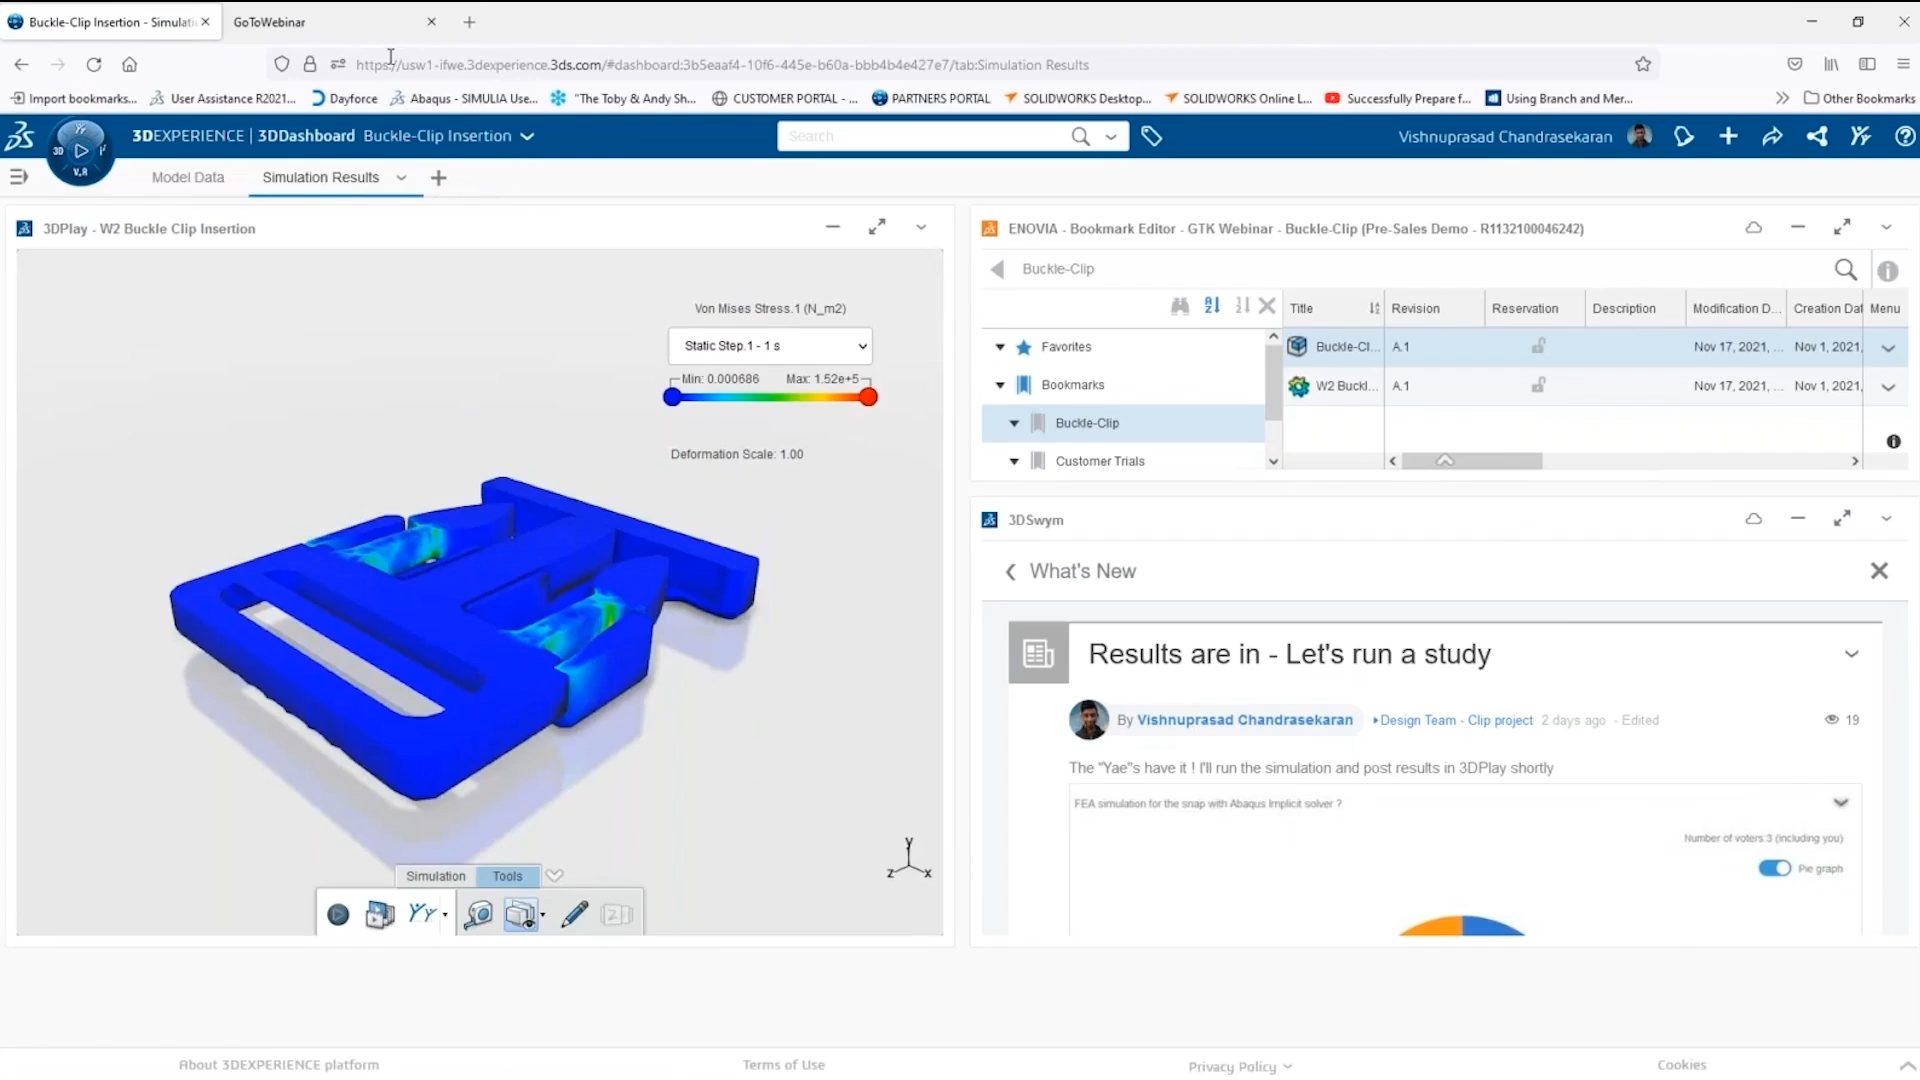 Buckle-Clip Insertion - Simulati
GoToWebinar
https://usw1-ifwe.3dexperience.3ds.com/#dashboard:3b5eaaf4-10f6-445e-b60a-bbb4b4e427e7/tab:Simulation Results
Import bookmarks... User Assistance R2021... Dayforce Abaqus - SIMULIA Use... "The Toby & Andy Sh... CUSTOMER PORTAL - ... PARTNERS PORTAL SOLIDWORKS Desktop... SOLIDWORKS Online L... Successfully Prepare f... Using Branch and Mer... Other Bookmarks
3D V.R
3DEXPERIENCE | 3DDashboard Buckle-Clip Insertion
Search
Vishnuprasad Chandrasekaran
Model Data Simulation Results
3DPlay - W2 Buckle Clip Insertion
Von Mises Stress.1 (N_m2)
Static Step.1 - 1 s
Min: 0.000686 Max: 1.52e+5
Deformation Scale: 1.00
y
z x
Simulation Tools
ENOVIA - Bookmark Editor - GTK Webinar - Buckle-Clip (Pre-Sales Demo - R1132100046242)
Buckle-Clip
Title Revision Reservation Description Modification D... Creation Dat Menu
Favorites
Bookmarks
Buckle-Clip
Customer Trials
Buckle-Cl... A.1 Nov 17, 2021, ... Nov 1, 2021,
W2 Buckl... A.1 Nov 17, 2021, ... Nov 1, 2021,
3DSwym
What's New
Results are in - Let's run a study
By Vishnuprasad Chandrasekaran Design Team - Clip project 2 days ago - Edited 19
The "Yae"s have it ! I'll run the simulation and post results in 3DPlay shortly
FEA simulation for the snap with Abaqus Implicit solver ?
Number of voters:3 (including you)
Pie graph
About 3DEXPERIENCE platform Terms of Use Privacy Policy Cookies